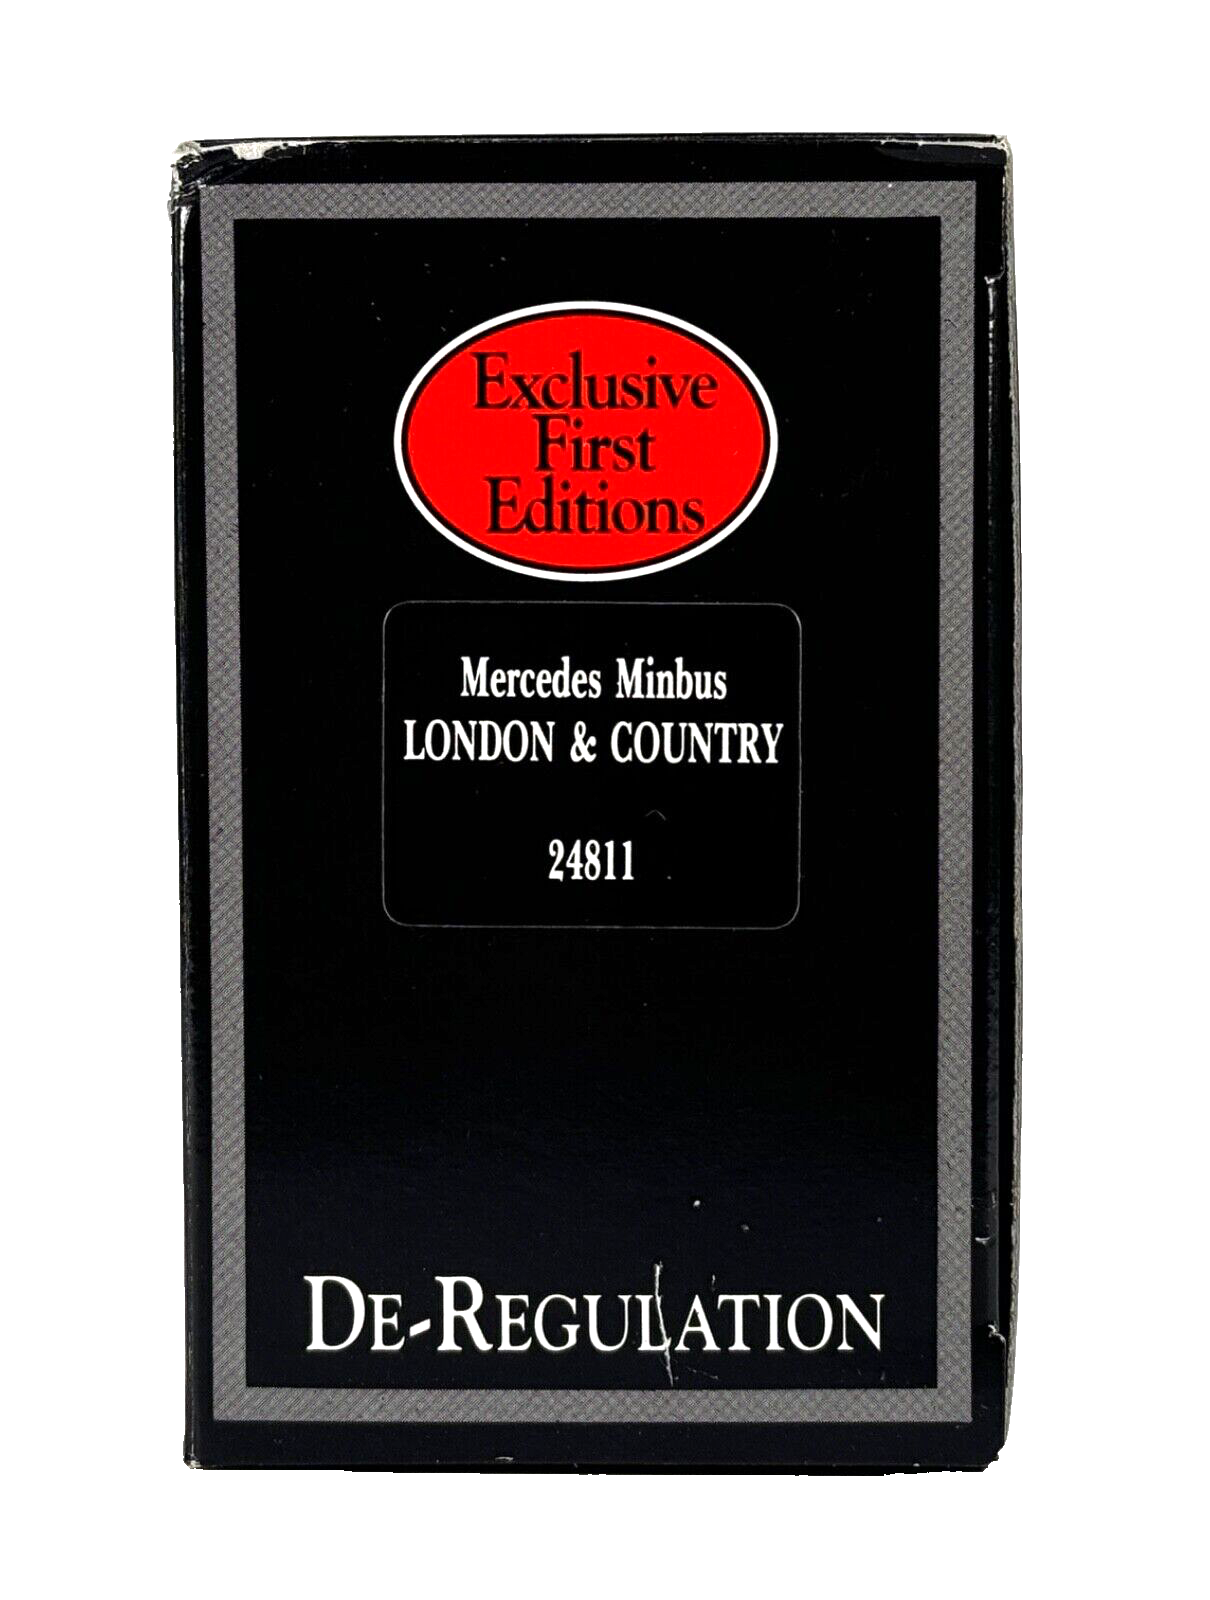 Exclusive
First
Editions
Mercedes Minbus
LONDON & COUNTRY
24811
DE-REGULATION